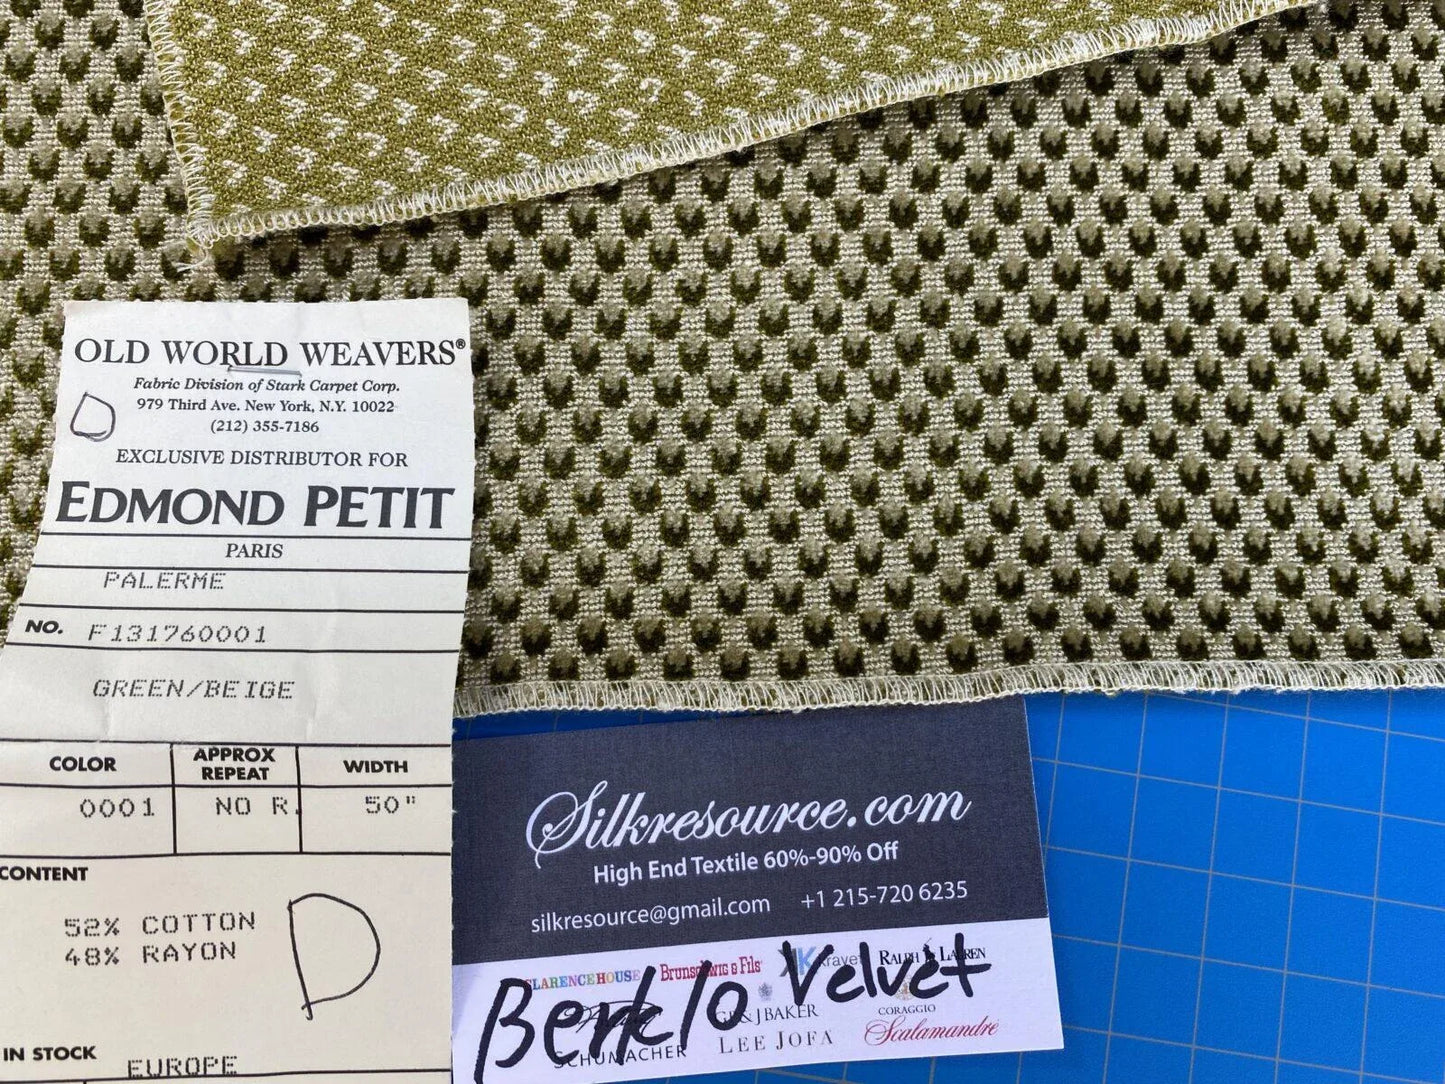 OLD WORLD WEAVERS®
Fabric Division of Stark Carpet Corp.
979 Third Ave. New York, N.Y. 10022
(212) 355-7186
D
EXCLUSIVE DISTRIBUTOR FOR
EDMOND PETIT
PARIS
PALERME
NO. F131760001
GREEN/BEIGE
COLOR APPROX REPEAT WIDTH
0001 NO R. 50"
CONTENT
52% COTTON
48% RAYON
D
IN STOCK
EUROPE
Silkresource.com
High End Textile 60%-90% Off
silkresource@gmail.com +1 215-720 6235
CLARENCE HOUSE Brunschwig & Fils K Kravet RALPH LAUREN
G P & J BAKER CORAGGIO
SCHUMACHER LEE JOFA Scalamandré
Velvet